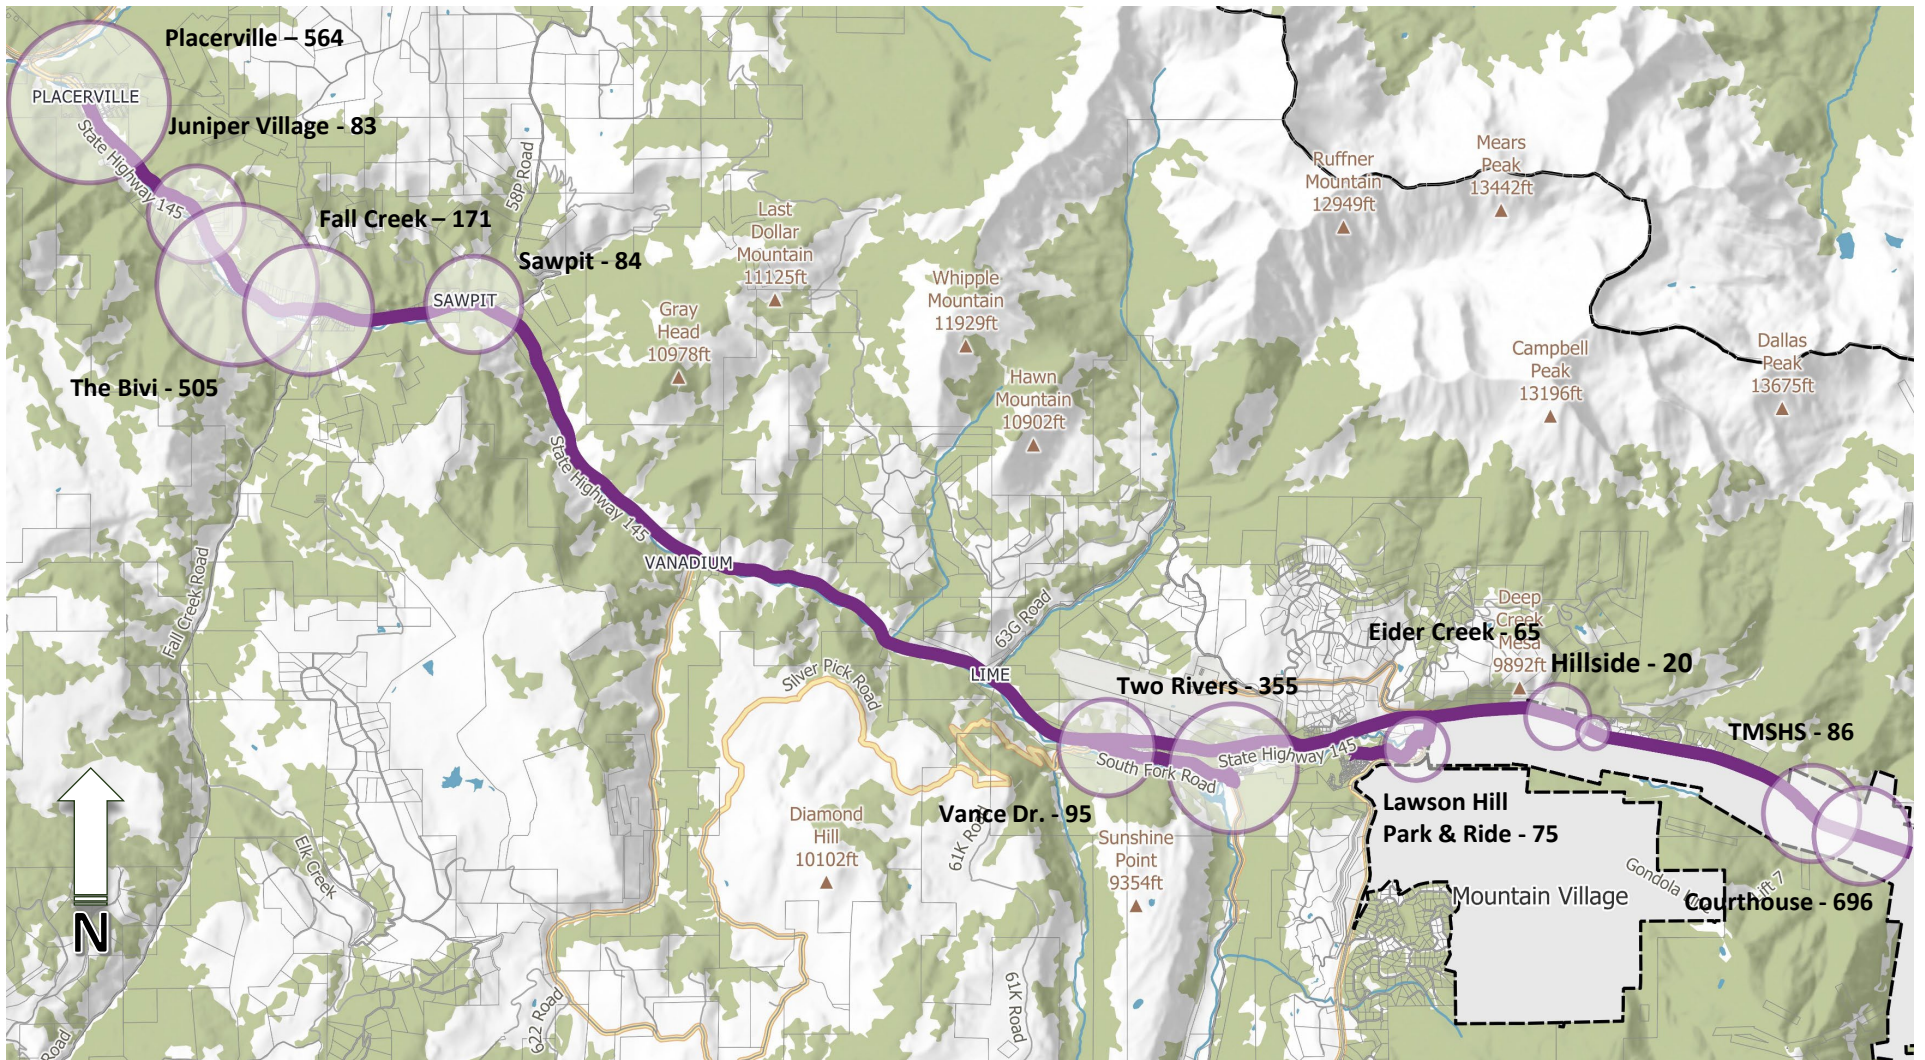 Placerville – 564
PLACERVILLE
Juniper Village - 83
State Highway 145
58P Road
Fall Creek – 171
Sawpit - 84
SAWPIT
The Bivi - 505
Last
Dollar
Mountain
11125ft
Gray
Head
10978ft
Whipple
Mountain
11929ft
Hawn
Mountain
10902ft
Ruffner
Mountain
12949ft
Mears
Peak
13442ft
Campbell
Peak
13196ft
Dallas
Peak
13675ft
State Highway 145
VANADIUM
Fall Creek Road
63G Road
LIME
Silver Pick Road
Deep
Creek
Mesa
9892ft
Eider Creek - 65
Hillside - 20
Two Rivers - 355
TMSHS - 86
State Highway 145
South Fork Road
Vance Dr. - 95
Lawson Hill
Park & Ride - 75
Diamond
Hill
10102ft
61K Road
Sunshine
Point
9354ft
Elk Creek
Mountain Village
Gondola
Lift 7
Courthouse - 696
N
61K Road
Road